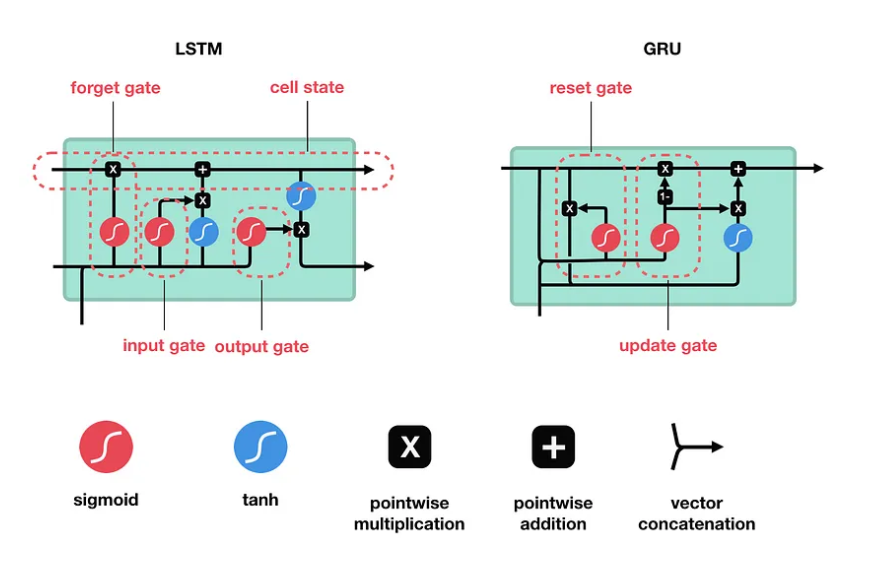 LSTM
GRU
forget gate
cell state
reset gate
X
+
X
+
X
1-
X
X
X
X
input gate
output gate
update gate
X
+
sigmoid
tanh
pointwise
multiplication
pointwise
addition
vector
concatenation